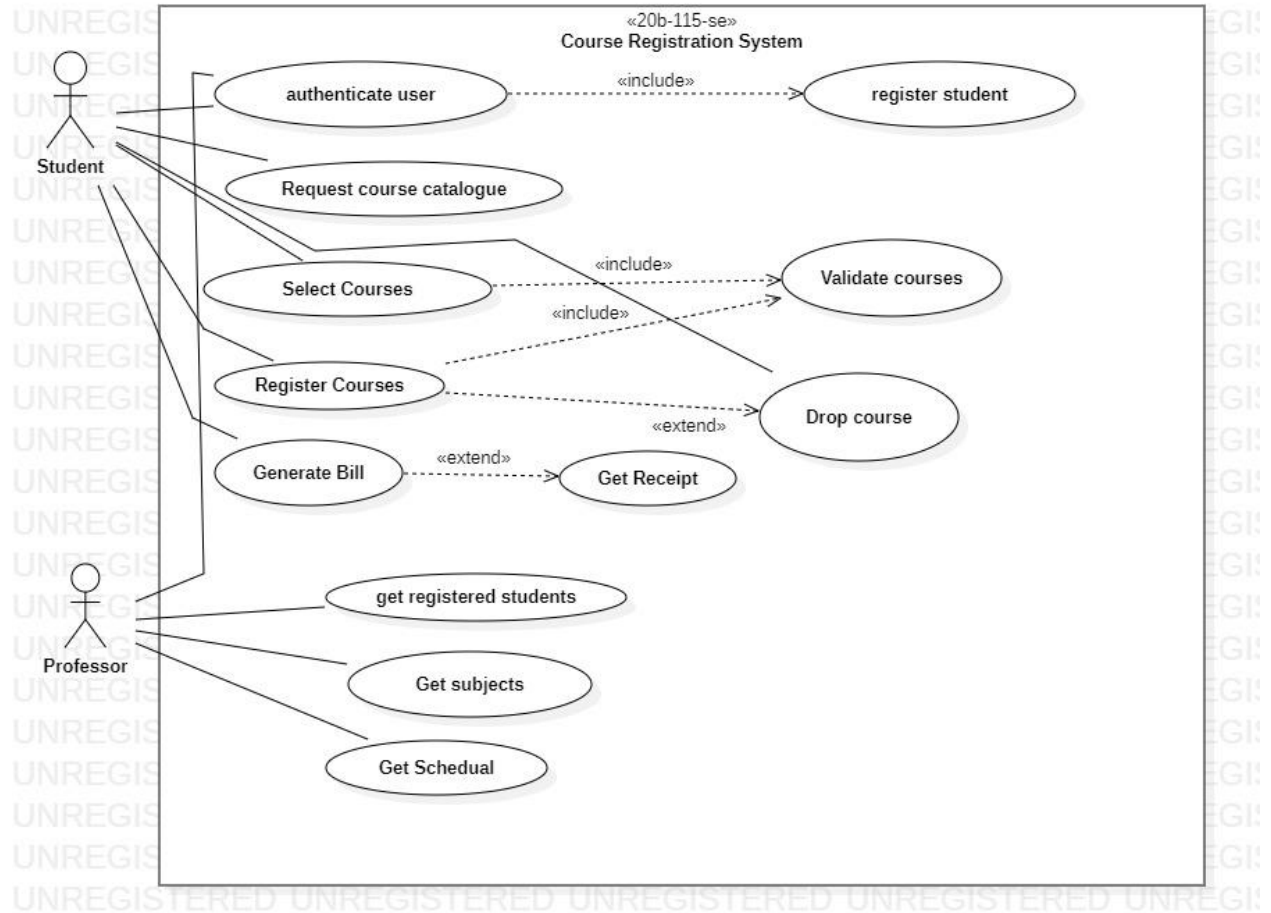 «20b-115-se»
Course Registration System
Student
authenticate user
«include»
register student
Request course catalogue
Select Courses
«include»
Validate courses
«include»
Register Courses
«extend»
Drop course
Generate Bill
«extend»
Get Receipt
Professor
get registered students
Get subjects
Get Schedual
UNREGISTERED UNREGISTERED UNREGISTERED